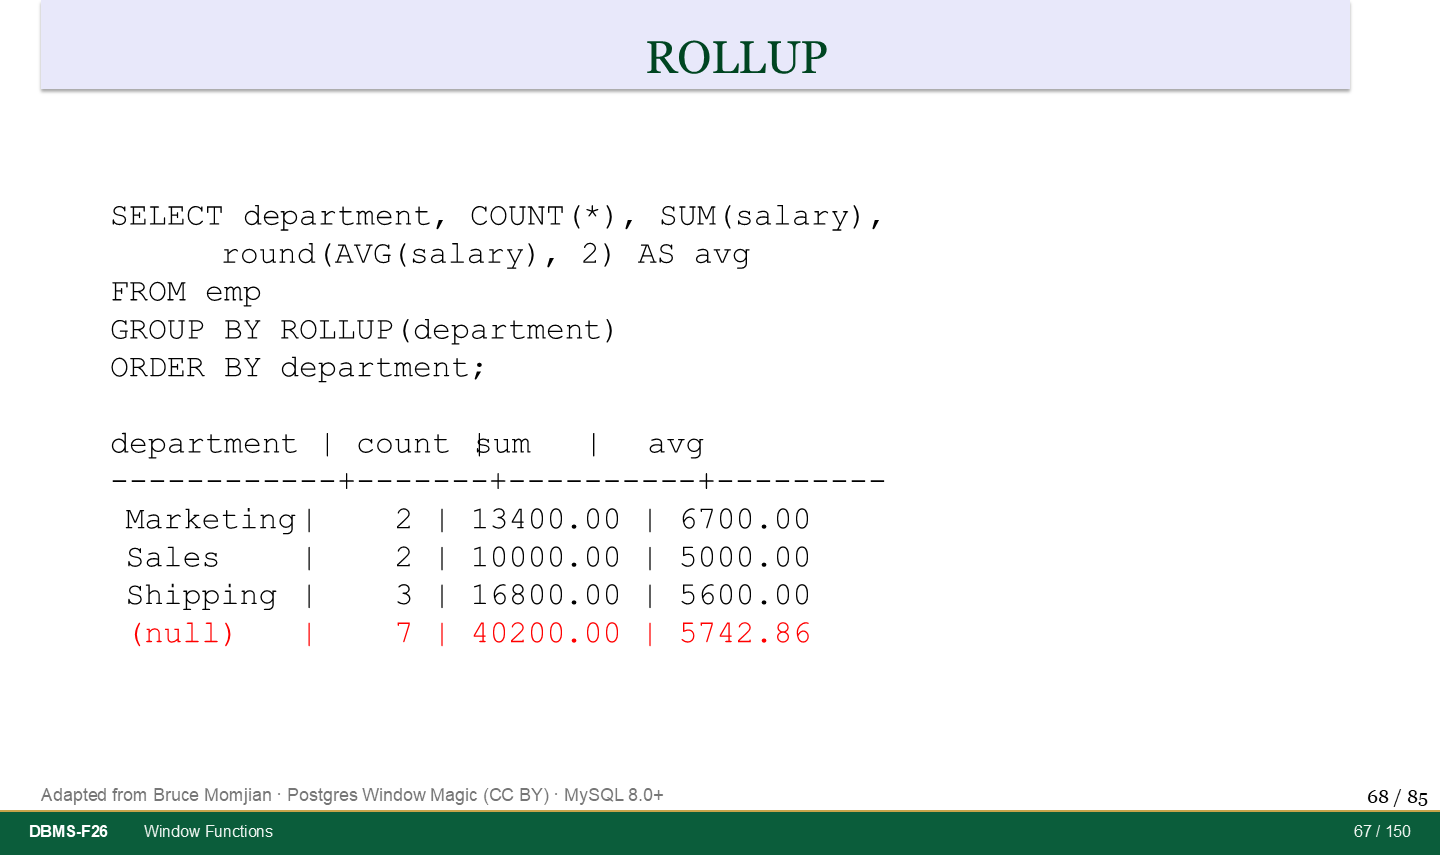 ROLLUP
SELECT department, COUNT(*), SUM(salary),
round(AVG(salary), 2) AS avg
FROM emp
GROUP BY ROLLUP(department)
ORDER BY department;
department | count | sum | avg
------------+-------+----------+---------
Marketing | 2 | 13400.00 | 6700.00
Sales | 2 | 10000.00 | 5000.00
Shipping | 3 | 16800.00 | 5600.00
(null) | 7 | 40200.00 | 5742.86
Adapted from Bruce Momjian · Postgres Window Magic (CC BY) · MySQL 8.0+
68 / 85
DBMS-F26 Window Functions 67 / 150